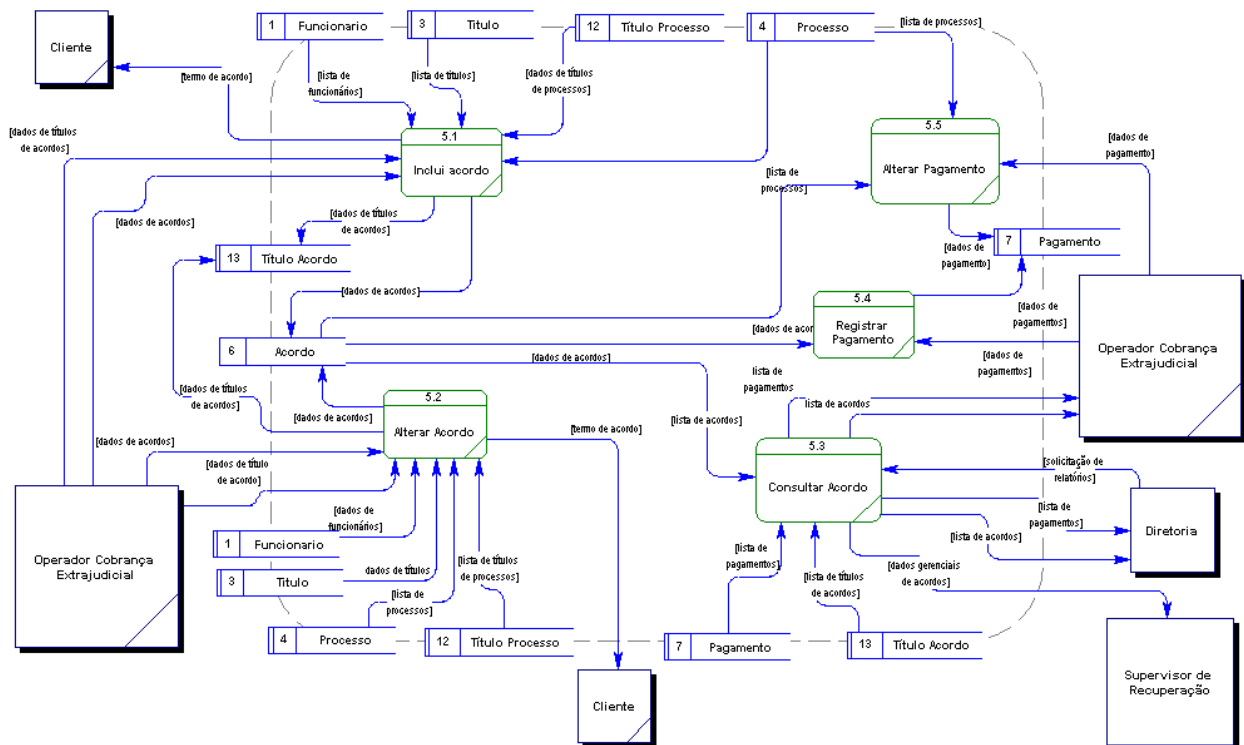 1 Funcionario
3 Título
12 Título Processo
4 Processo
[lista de processos]
Cliente
[termo de acordo]
[lista de
funcionários]
[lista de títulos]
[dados de títulos
de processos]
[dados de títulos
de acordos]
5.1
Inclui acordo
5.5
Alterar Pagamento
[dados de
pagamento]
[lista de
processos]
[dados de acordos]
[dados de títulos
de acordos]
13 Título Acordo
7 Pagamento
[dados de
pagamento]
[dados de acordos]
5.4
Registrar
Pagamento
[dados de
pagamentos]
[dados de acor
6 Acordo
[dados de acordos]
Operador Cobrança
Extrajudicial
[dados de
pagamentos]
lista de
pagamentos
lista de acordos
[dados de títulos
de acordos]
[dados de acordos]
5.2
Alterar Acordo
[termo de acordo]
[lista de acordos]
[dados de acordos]
[dados de título
de acordo]
5.3
Consultar Acordo
[solicitação de
relatórios]
[lista de
pagamentos]
[lista de acordos]
Diretoria
[dados gerenciais
de acordos]
Operador Cobrança
Extrajudicial
[dados de
funcionários]
1 Funcionario
dados de títulos
3 Titulo
[lista de
processos]
[lista de títulos
de processos]
4 Processo
12 Título Processo
[lista de
pagamentos]
[lista de títulos
de acordos]
7 Pagamento
13 Título Acordo
Cliente
Supervisor de
Recuperação